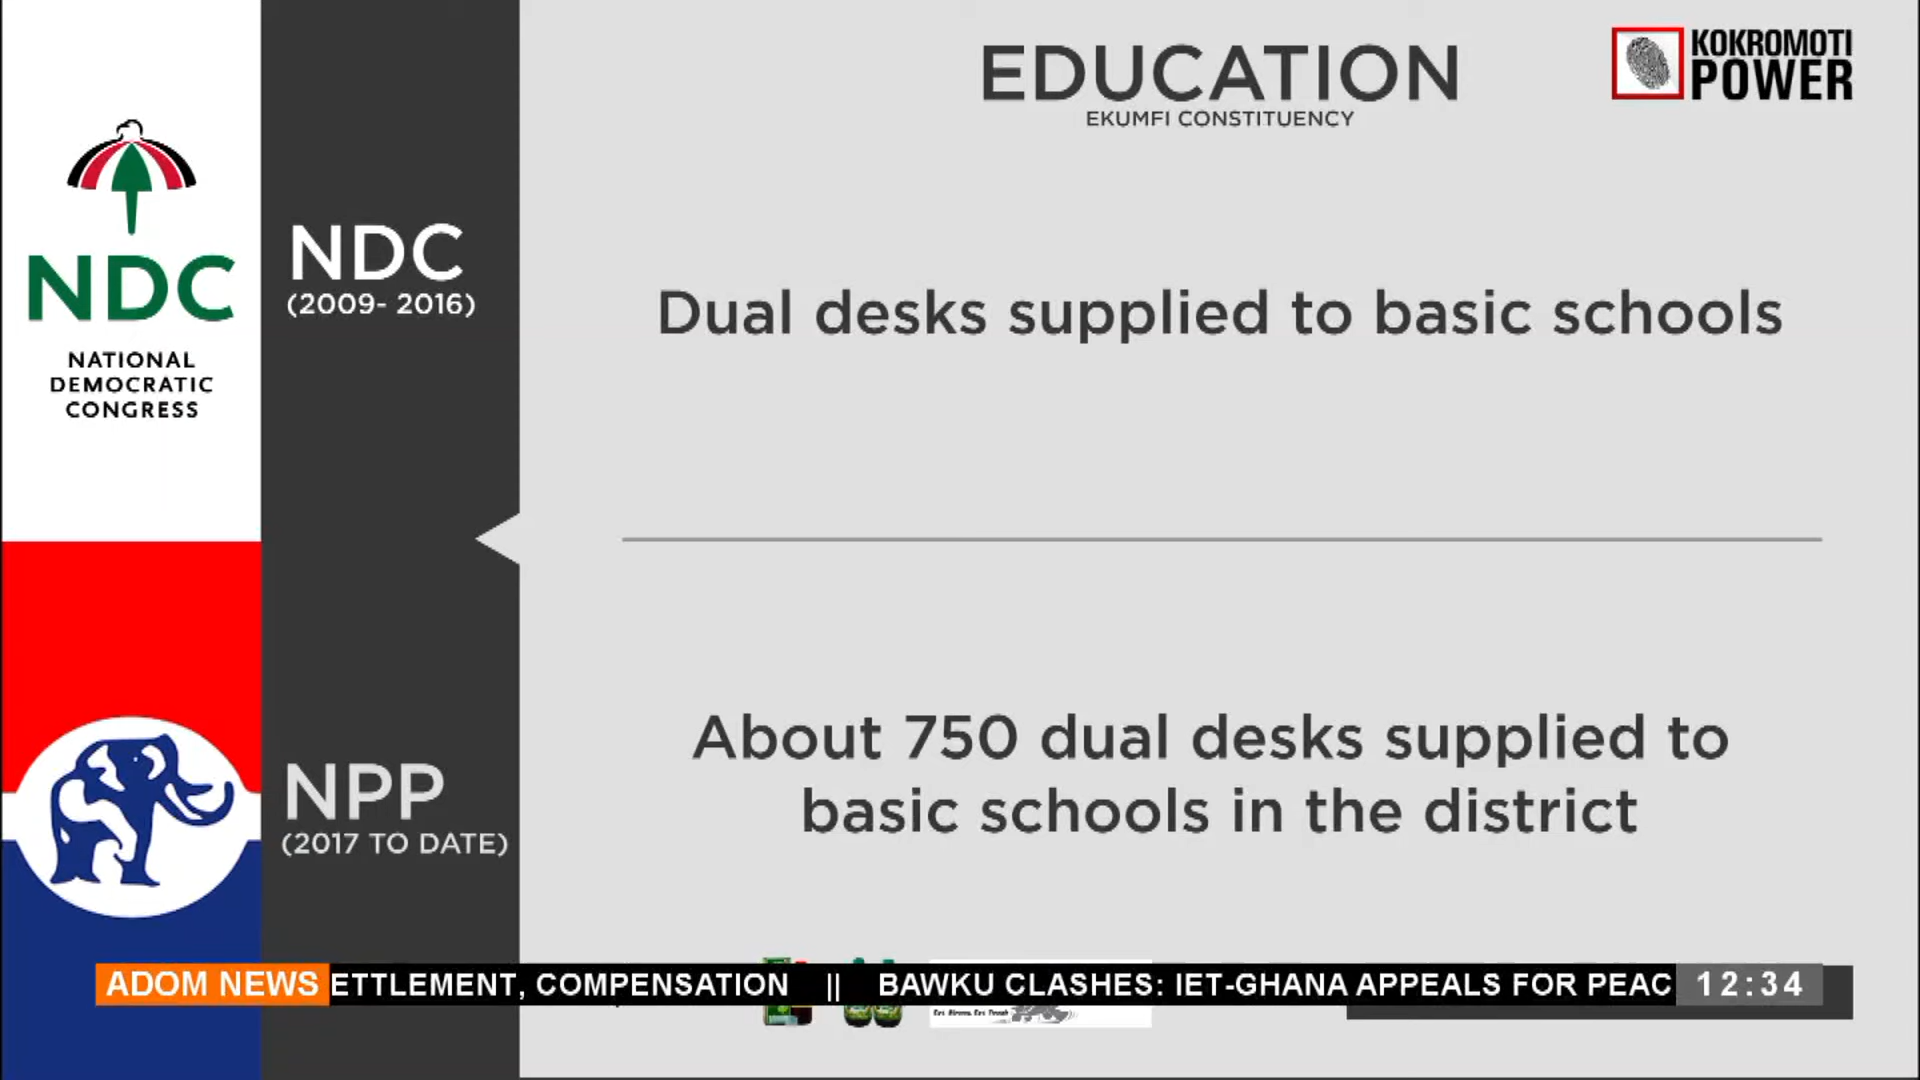 EDUCATION
EKUMFI CONSTITUENCY
KOKROMOTI
POWER
NDC
NATIONAL
DEMOCRATIC
CONGRESS
NDC
(2009- 2016)
Dual desks supplied to basic schools
NPP
(2017 TO DATE)
About 750 dual desks supplied to
basic schools in the district
ADOM NEWS
ETTLEMENT, COMPENSATION || BAWKU CLASHES: IET-GHANA APPEALS FOR PEAC
12:34